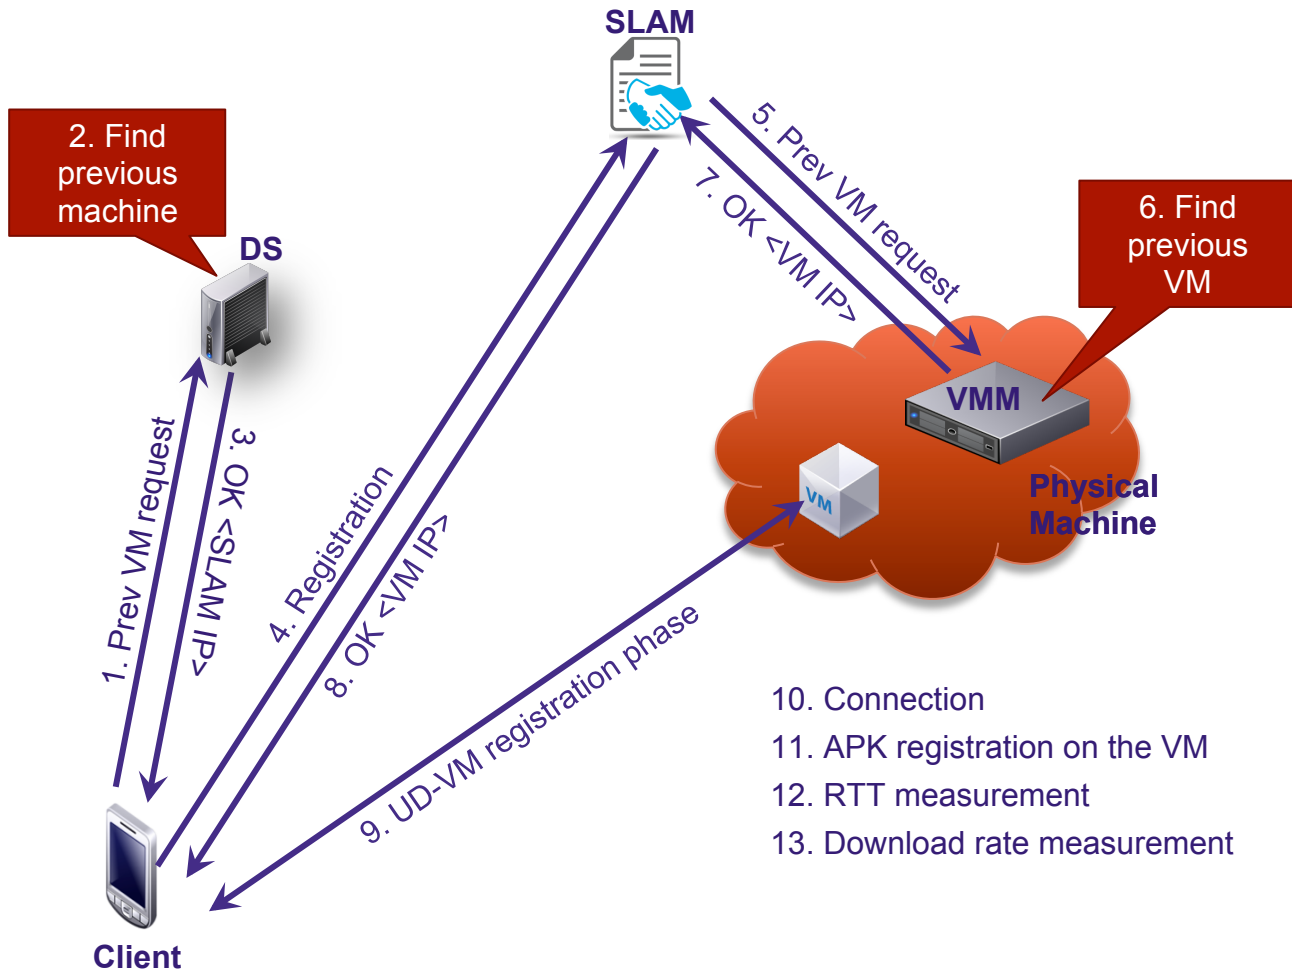 SLAM
2. Find
previous
machine
DS
5. Prev VM request
7. OK <VM IP>
6. Find
previous
VM
VMM
VM
Physical
Machine
1. Prev VM request
3. OK <SLAM IP>
4. Registration
8. OK <VM IP>
9. UD-VM registration phase
10. Connection
11. APK registration on the VM
12. RTT measurement
13. Download rate measurement
Client